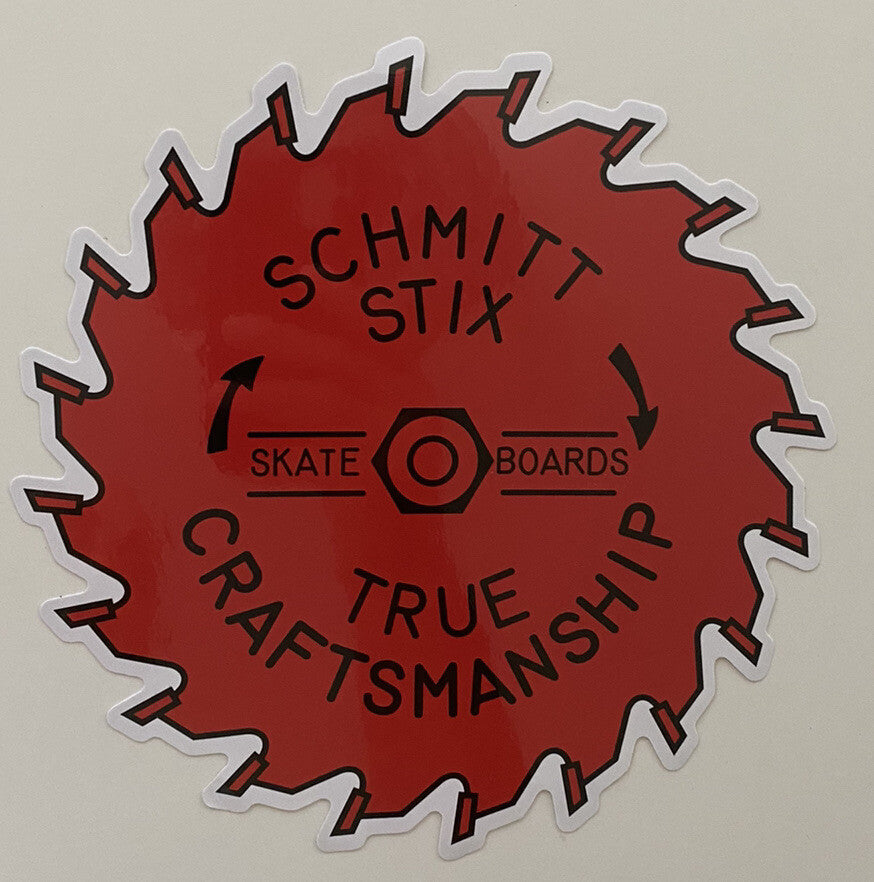 SCHMITT
STIX
SKATE BOARDS
TRUE
CRAFTSMANSHIP